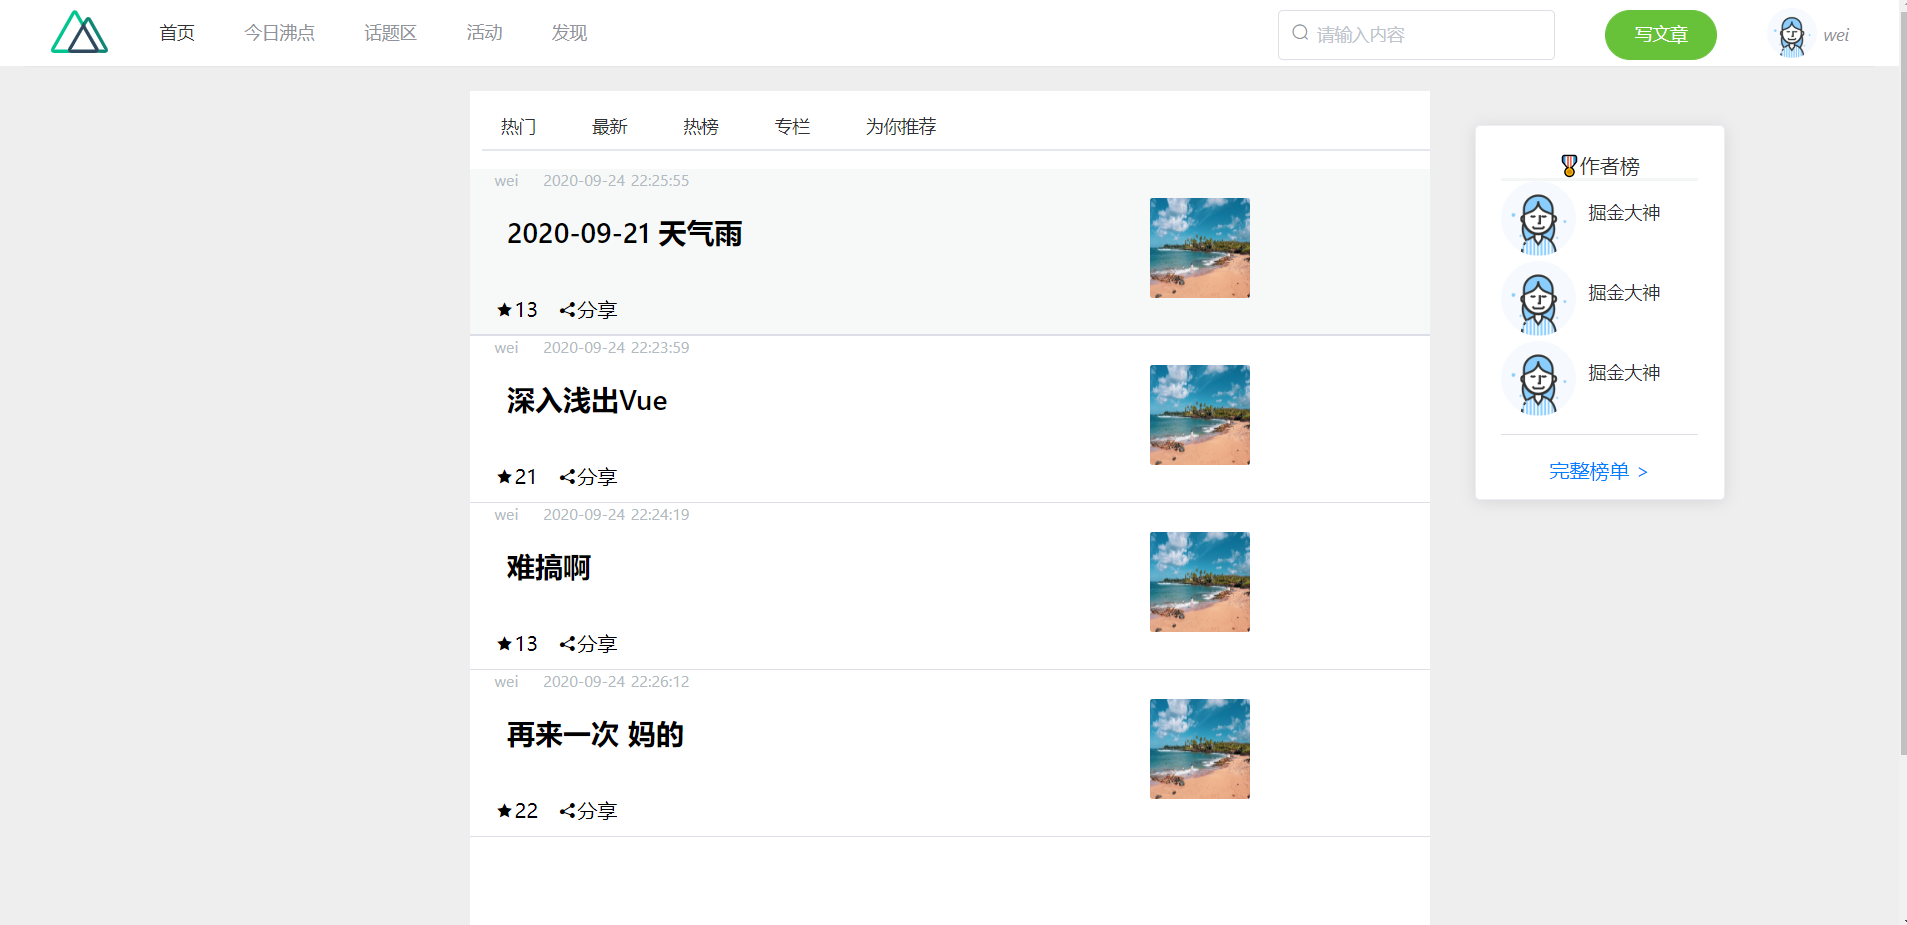 首页 今日沸点 话题区 活动 发现 请输入内容 写文章 wei
热门 最新 热榜 专栏 为你推荐
wei 2020-09-24 22:25:55
2020-09-21 天气雨
13 分享
wei 2020-09-24 22:23:59
深入浅出Vue
21 分享
wei 2020-09-24 22:24:19
难搞啊
13 分享
wei 2020-09-24 22:26:12
再来一次 妈的
22 分享
作者榜
掘金大神
掘金大神
掘金大神
完整榜单 >